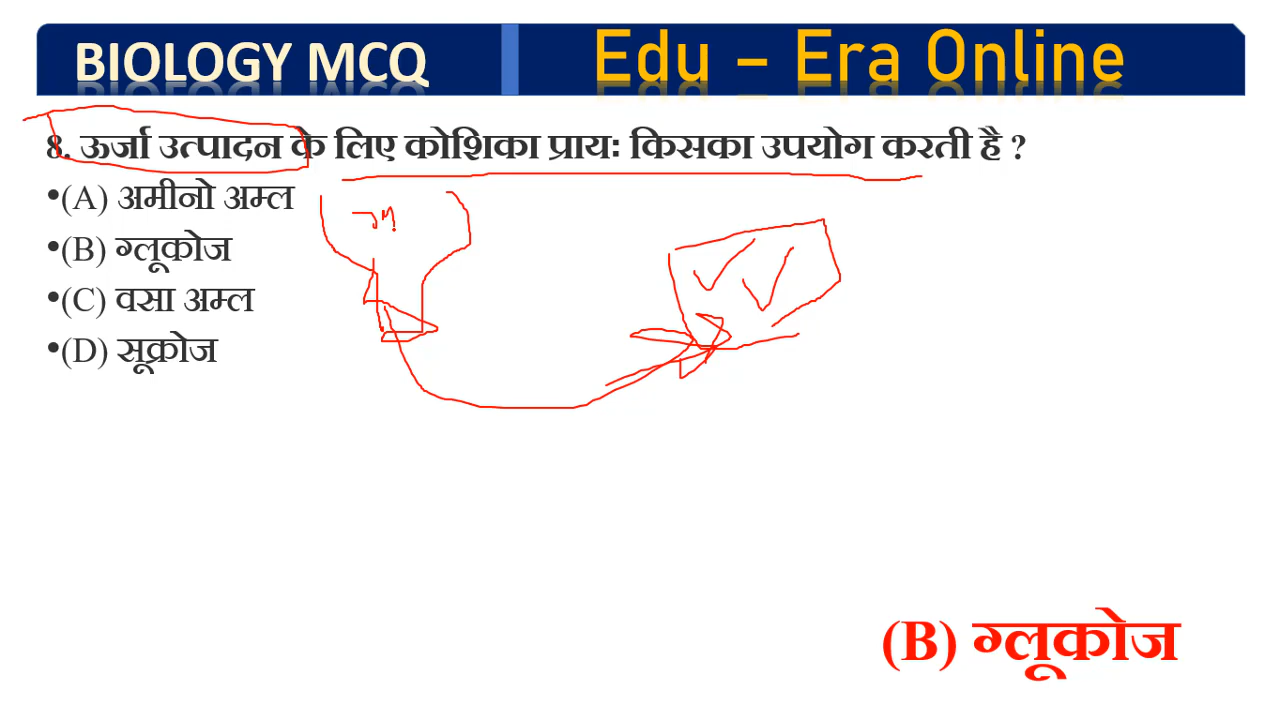 BIOLOGY MCQ
Edu – Era Online
8. ऊर्जा उत्पादन के लिए कोशिका प्रायः किसका उपयोग करती है ?
•(A) अमीनो अम्ल
•(B) ग्लूकोज
•(C) वसा अम्ल
•(D) सूक्रोज
(B) ग्लूकोज